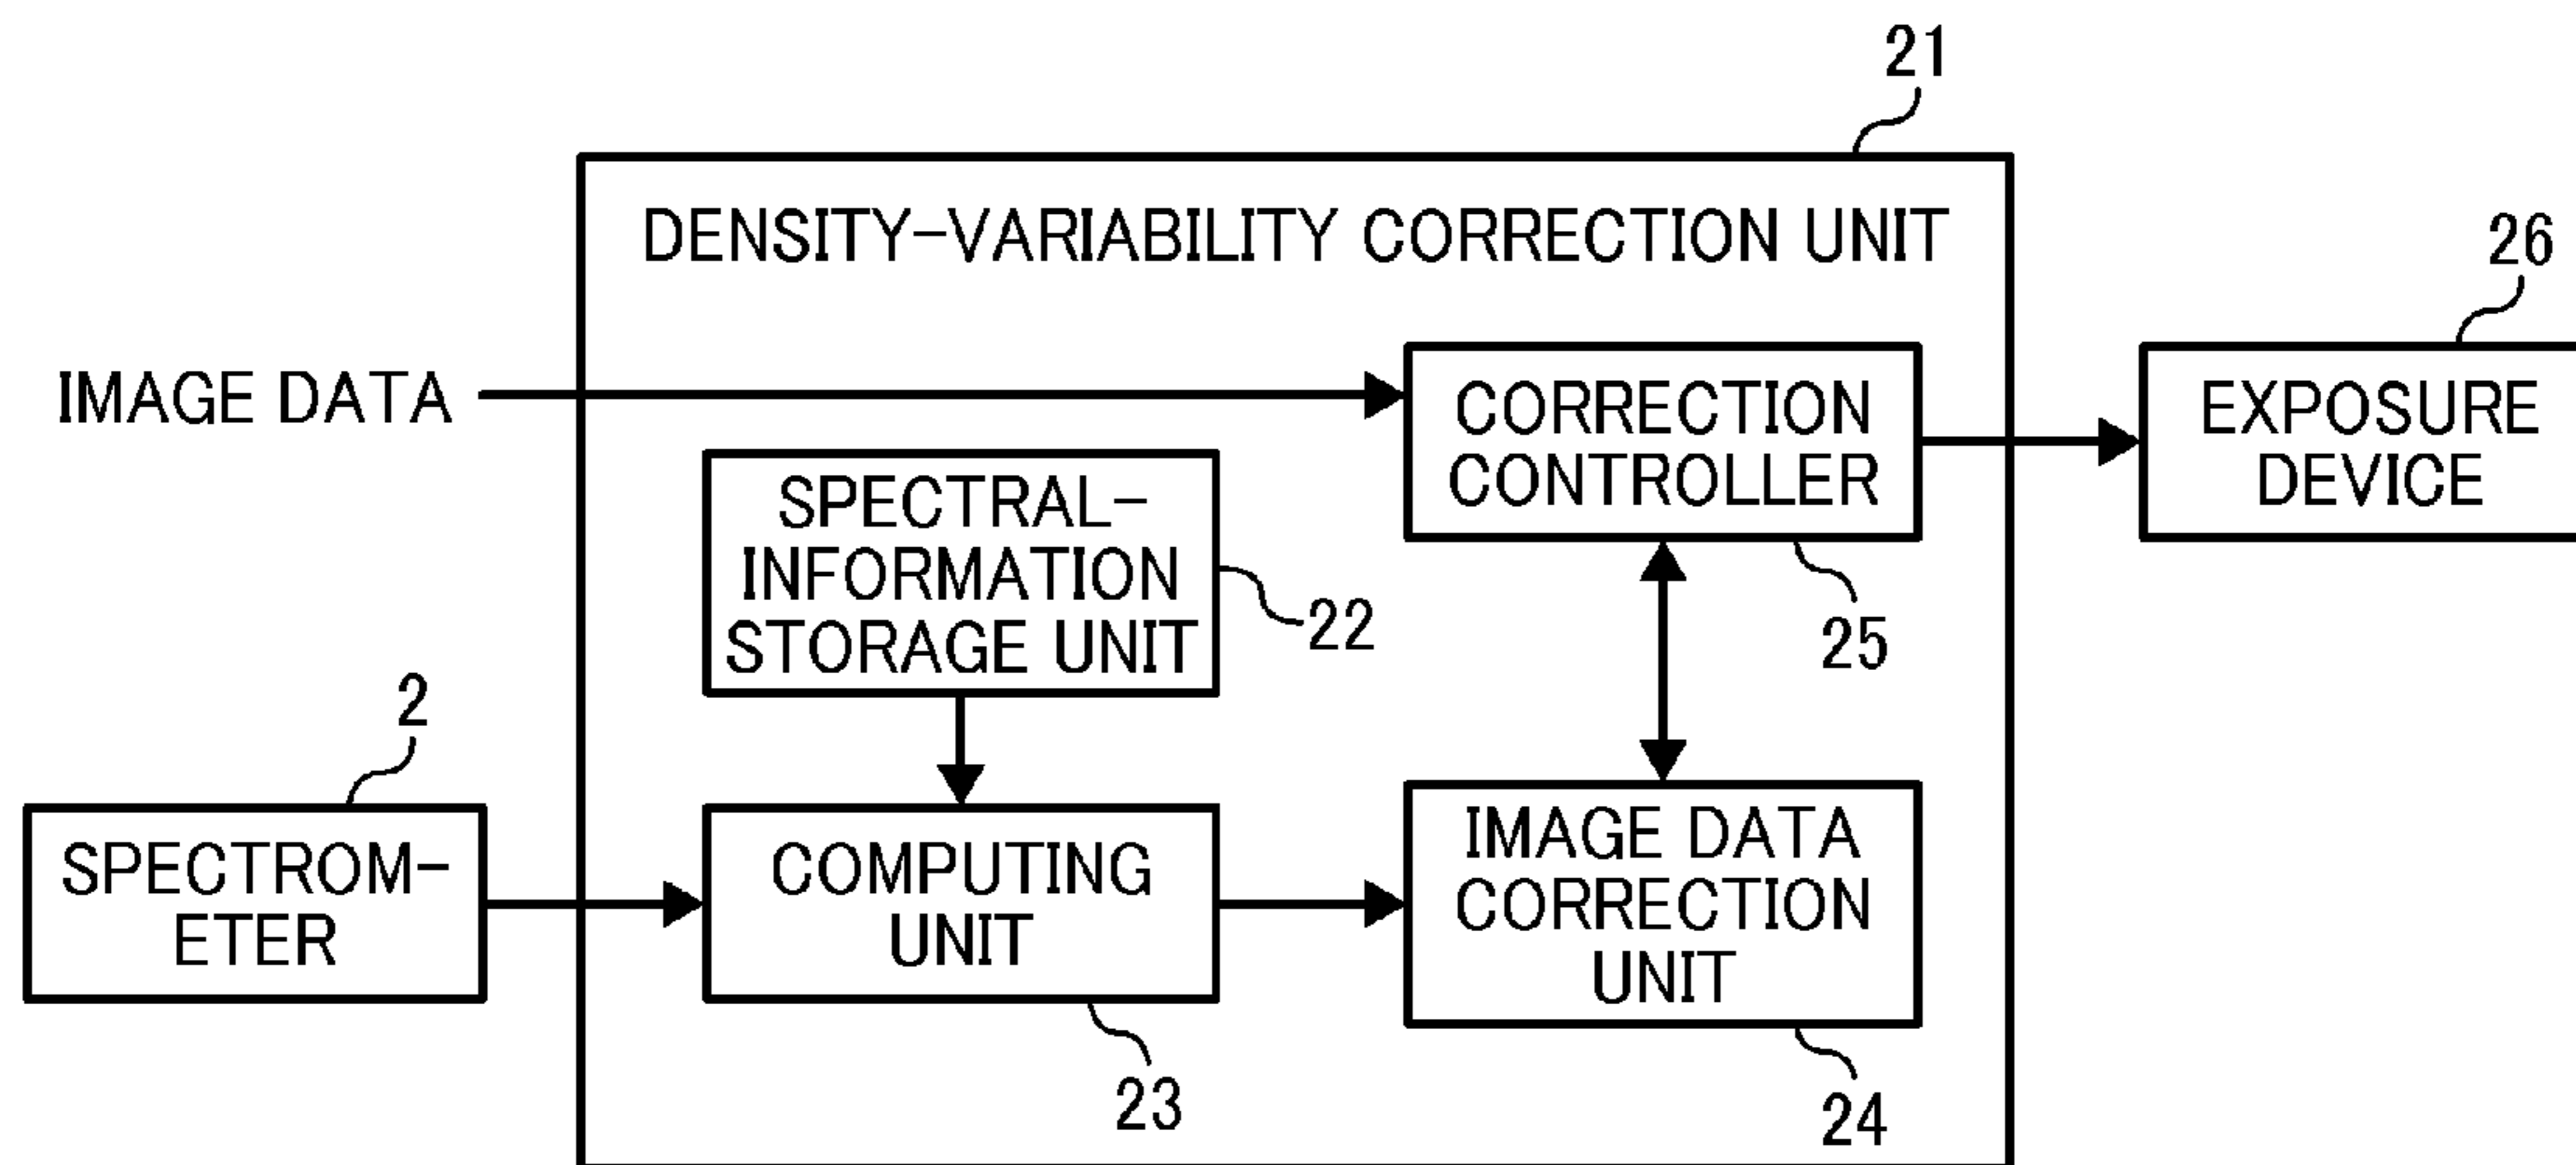 21
DENSITY-VARIABILITY CORRECTION UNIT
26
IMAGE DATA
CORRECTION
CONTROLLER
EXPOSURE
DEVICE
SPECTRAL-
INFORMATION
STORAGE UNIT
22
25
2
SPECTROM-
ETER
COMPUTING
UNIT
IMAGE DATA
CORRECTION
UNIT
23
24